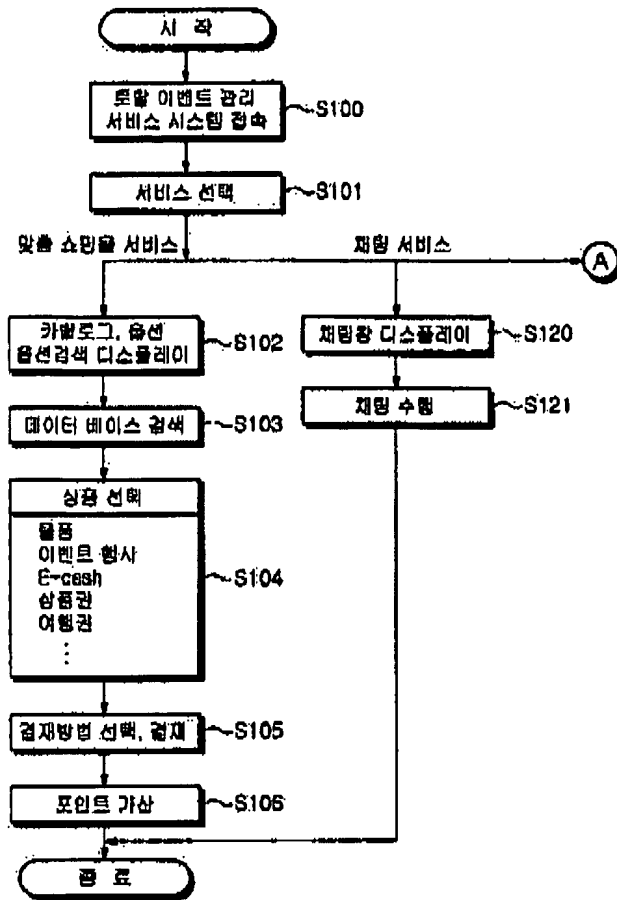 시 작
토탈 이벤트 관리
서비스 시스템 접속
S100
서비스 선택
S101
맞춤 쇼핑몰 서비스
채팅 서비스
A
카탈로그, 옵션
옵션검색 디스플레이
S102
채팅창 디스플레이
S120
데이터 베이스 검색
S103
채팅 수행
S121
상품 선택
물품
이벤트 행사
E-cash
상품권
여행권
⋮
S104
결재방법 선택, 결재
S105
포인트 가산
S106
종 료